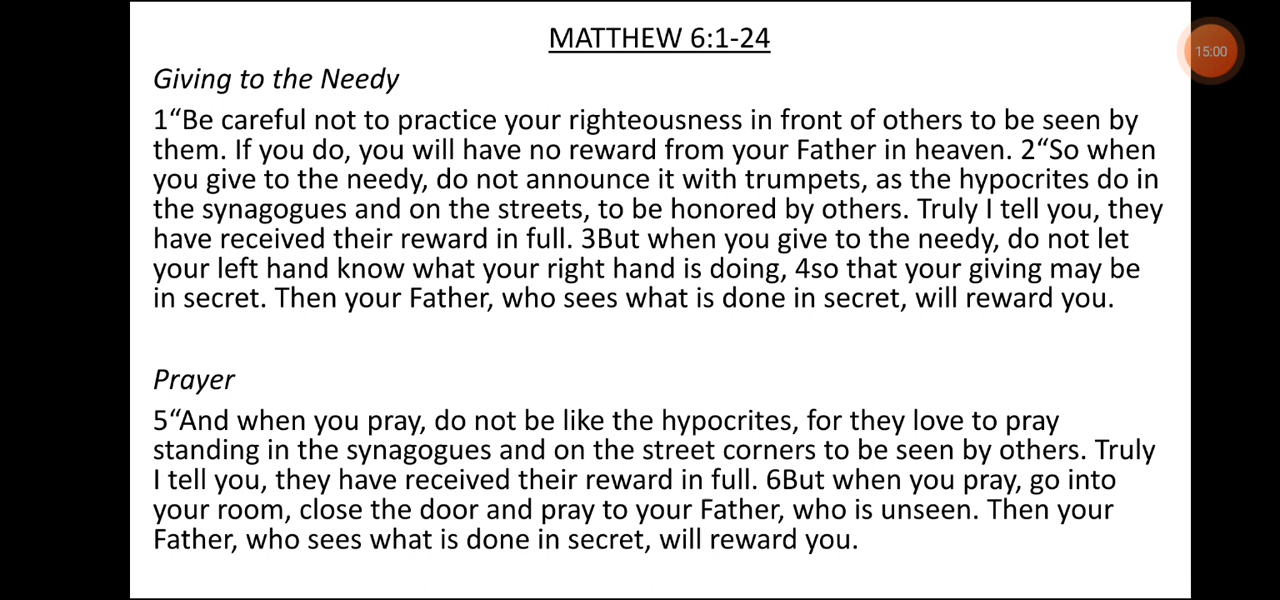 MATTHEW 6:1-24
15:00
Giving to the Needy
1“Be careful not to practice your righteousness in front of others to be seen by
them. If you do, you will have no reward from your Father in heaven. 2“So when
you give to the needy, do not announce it with trumpets, as the hypocrites do in
the synagogues and on the streets, to be honored by others. Truly I tell you, they
have received their reward in full. 3But when you give to the needy, do not let
your left hand know what your right hand is doing, 4so that your giving may be
in secret. Then your Father, who sees what is done in secret, will reward you.
Prayer
5“And when you pray, do not be like the hypocrites, for they love to pray
standing in the synagogues and on the street corners to be seen by others. Truly
I tell you, they have received their reward in full. 6But when you pray, go into
your room, close the door and pray to your Father, who is unseen. Then your
Father, who sees what is done in secret, will reward you.